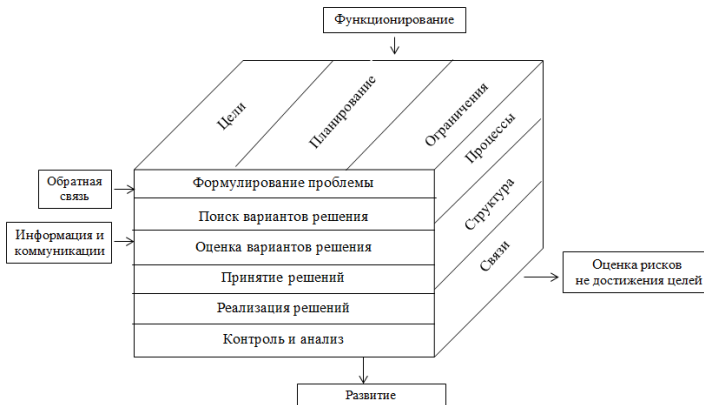 Функционирование
Цели
Планирование
Ограничения
Процессы
Структура
Связи
Обратная
связь
Информация и
коммуникации
Формулирование проблемы
Поиск вариантов решения
Оценка вариантов решения
Принятие решений
Реализация решений
Контроль и анализ
Оценка рисков
не достижения целей
Развитие